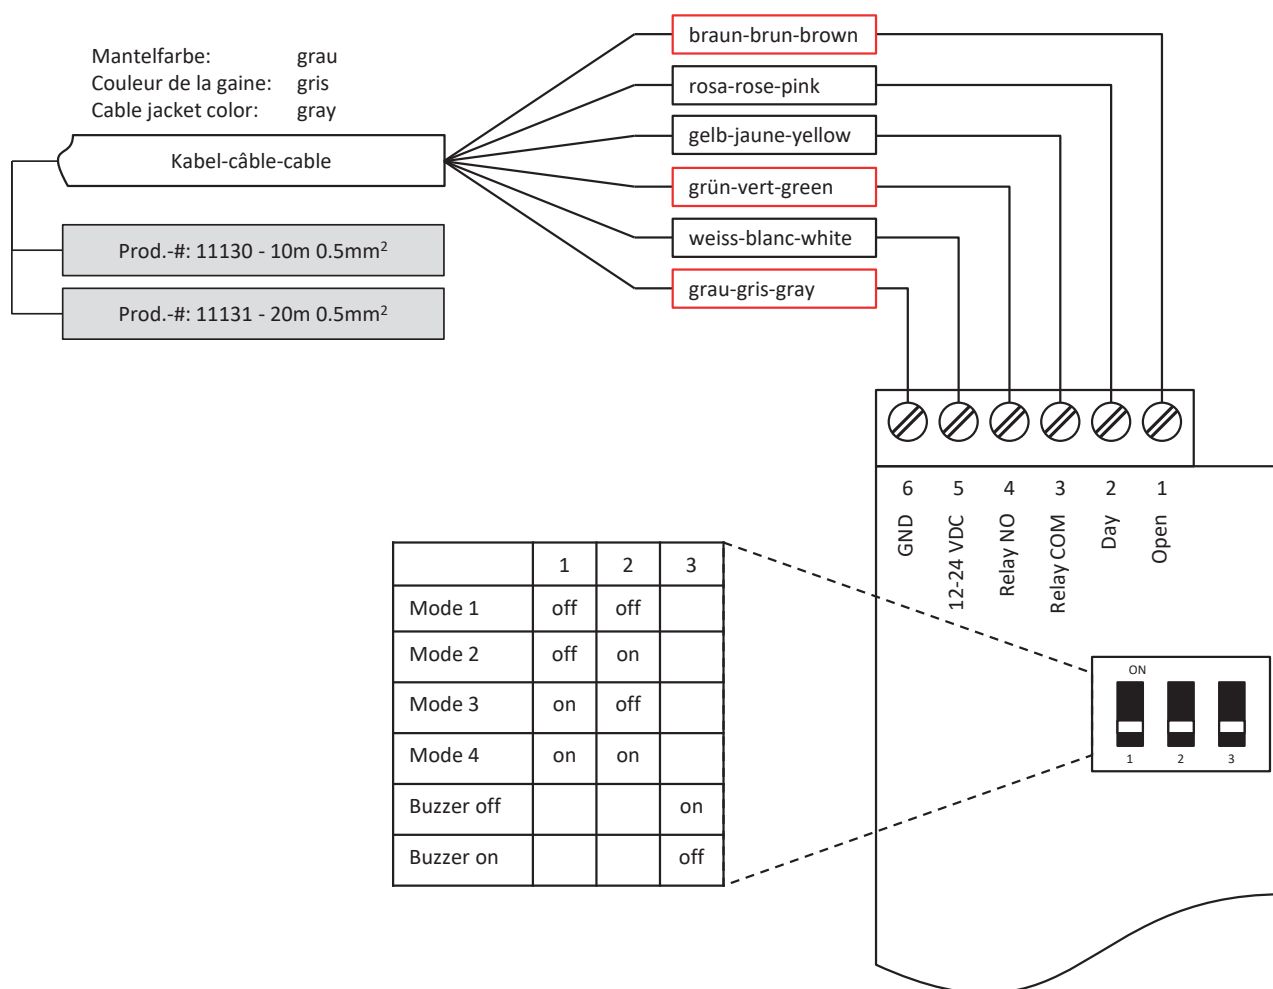 Mantelfarbe: grau
Couleur de la gaine: gris
Cable jacket color: gray
Kabel-câble-cable
Prod.-#: 11130 - 10m 0.5mm²
Prod.-#: 11131 - 20m 0.5mm²
braun-brun-brown
rosa-rose-pink
gelb-jaune-yellow
grün-vert-green
weiss-blanc-white
grau-gris-gray
6 5 4 3 2 1
GND
12-24 VDC
Relay NO
Relay COM
Day
Open
1 2 3
Mode 1 off off
Mode 2 off on
Mode 3 on off
Mode 4 on on
Buzzer off on
Buzzer on off
ON
1 2 3